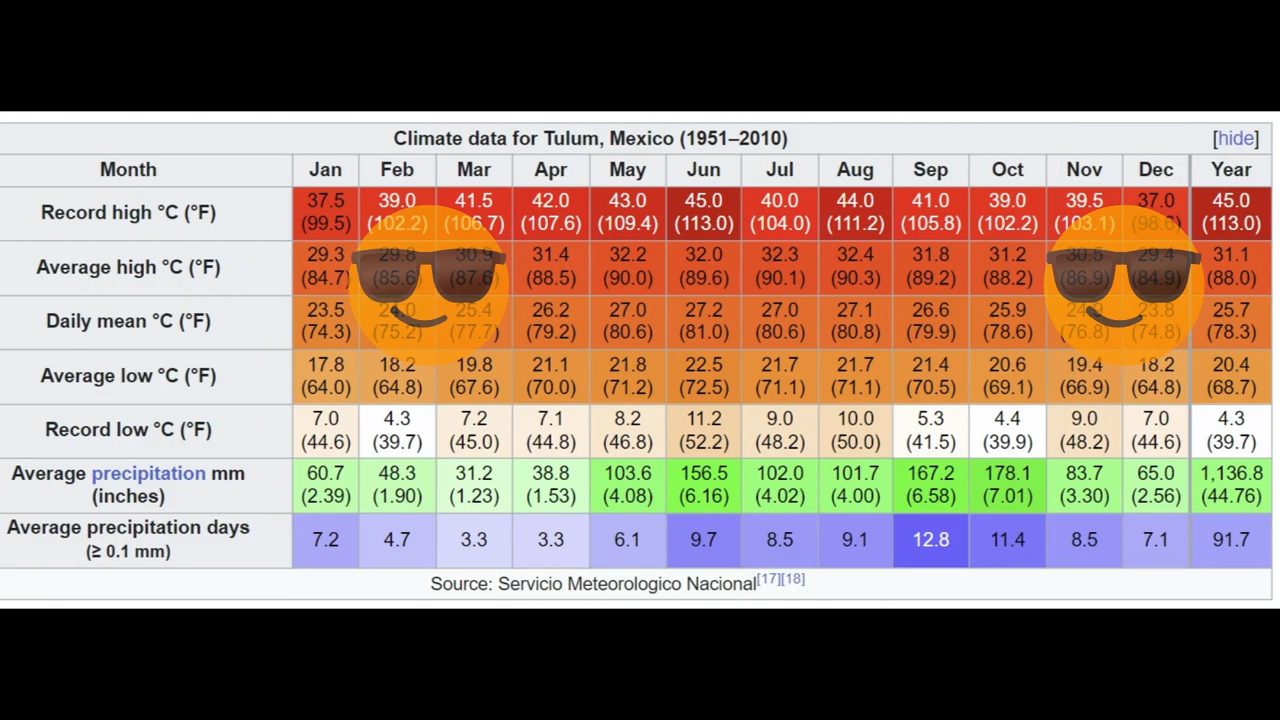 Climate data for Tulum, Mexico (1951–2010) [hide]
Month Jan Feb Mar Apr May Jun Jul Aug Sep Oct Nov Dec Year
Record high °C (°F) 37.5 39.0 41.5 42.0 43.0 45.0 40.0 44.0 41.0 39.0 39.5 37.0 45.0
(99.5) (102.2) (106.7) (107.6) (109.4) (113.0) (104.0) (111.2) (105.8) (102.2) (103.1) (98.6) (113.0)
Average high °C (°F) 29.3 29.8 30.9 31.4 32.2 32.0 32.3 32.4 31.8 31.2 30.5 29.4 31.1
(84.7) (85.6) (87.6) (88.5) (90.0) (89.6) (90.1) (90.3) (89.2) (88.2) (86.9) (84.9) (88.0)
Daily mean °C (°F) 23.5 24.0 25.4 26.2 27.0 27.2 27.0 27.1 26.6 25.9 24.9 23.8 25.7
(74.3) (75.2) (77.7) (79.2) (80.6) (81.0) (80.6) (80.8) (79.9) (78.6) (76.8) (74.8) (78.3)
Average low °C (°F) 17.8 18.2 19.8 21.1 21.8 22.5 21.7 21.7 21.4 20.6 19.4 18.2 20.4
(64.0) (64.8) (67.6) (70.0) (71.2) (72.5) (71.1) (71.1) (70.5) (69.1) (66.9) (64.8) (68.7)
Record low °C (°F) 7.0 4.3 7.2 7.1 8.2 11.2 9.0 10.0 5.3 4.4 9.0 7.0 4.3
(44.6) (39.7) (45.0) (44.8) (46.8) (52.2) (48.2) (50.0) (41.5) (39.9) (48.2) (44.6) (39.7)
Average precipitation mm 60.7 48.3 31.2 38.8 103.6 156.5 102.0 101.7 167.2 178.1 83.7 65.0 1,136.8
(inches) (2.39) (1.90) (1.23) (1.53) (4.08) (6.16) (4.02) (4.00) (6.58) (7.01) (3.30) (2.56) (44.76)
Average precipitation days
(≥ 0.1 mm) 7.2 4.7 3.3 3.3 6.1 9.7 8.5 9.1 12.8 11.4 8.5 7.1 91.7
Source: Servicio Meteorologico Nacional[17][18]